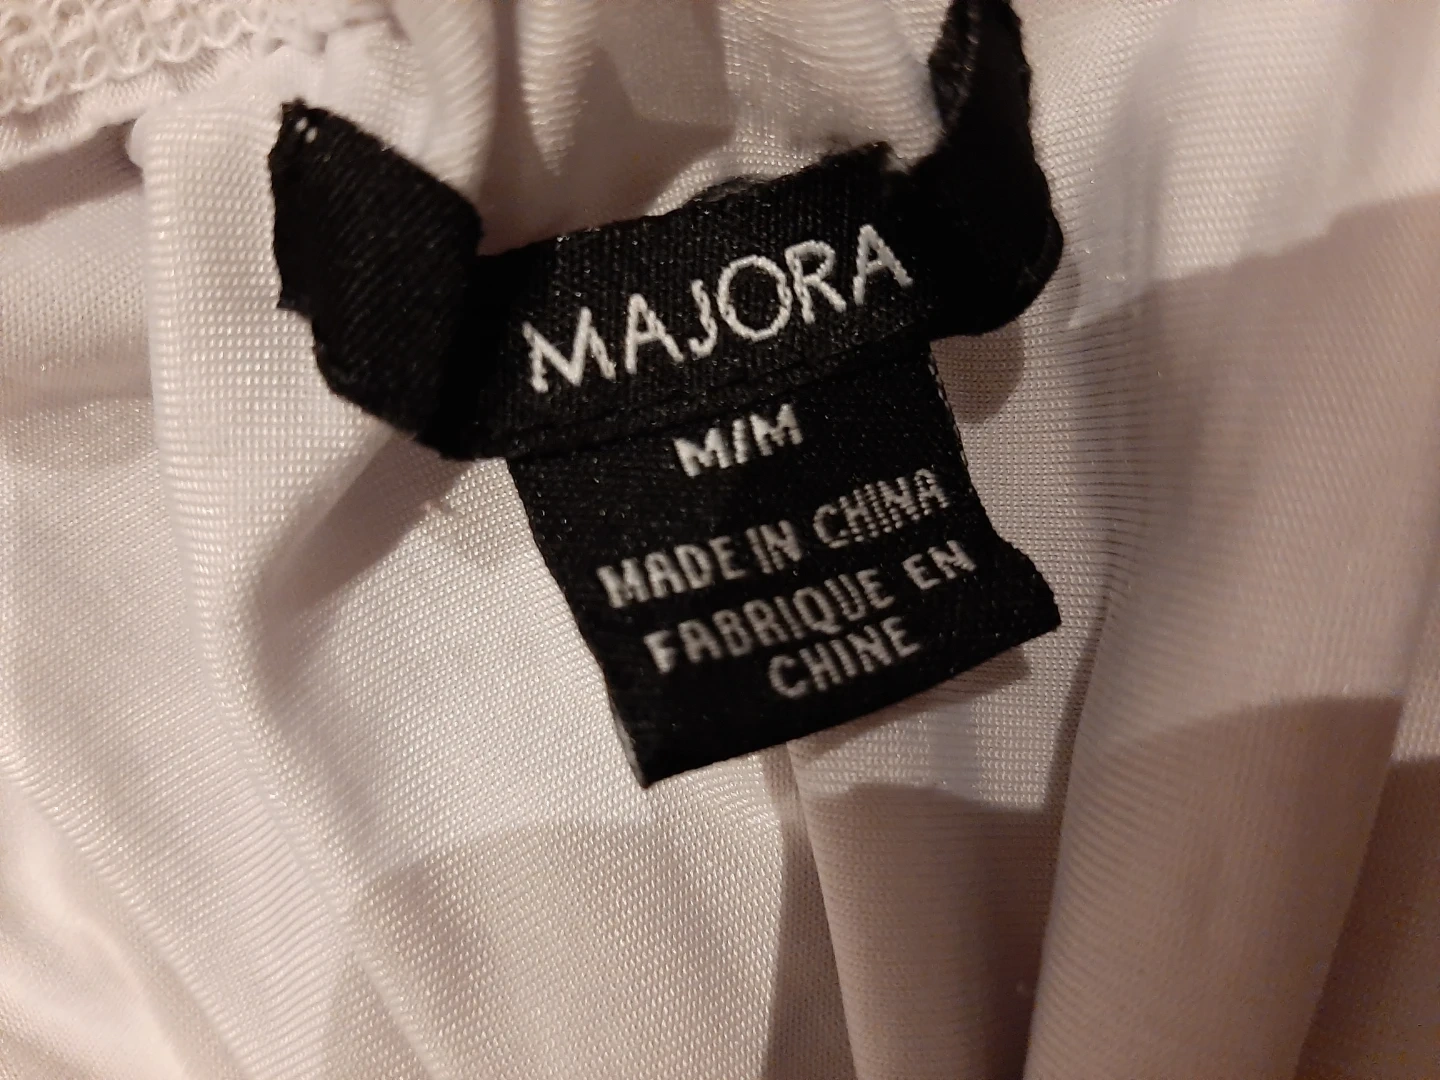 MAJORA
M/M
MADE IN CHINA
FABRIQUE EN
CHINE